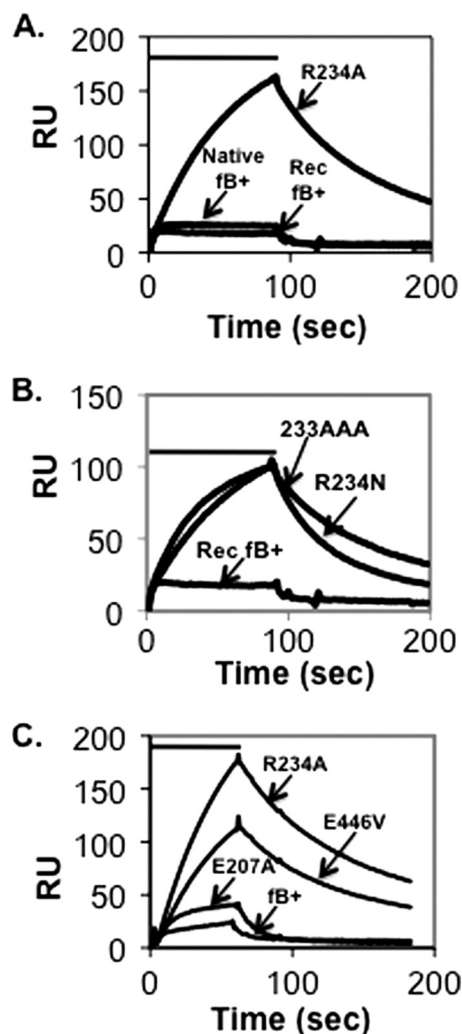 A.
200
150
100
50
0
RU
R234A
Native
fB+
Rec
fB+
0
100
200
Time (sec)
B.
150
100
50
0
RU
233AAA
R234N
Rec fB+
0
100
200
Time (sec)
C.
200
150
100
50
0
RU
R234A
E446V
E207A
fB+
0
100
200
Time (sec)